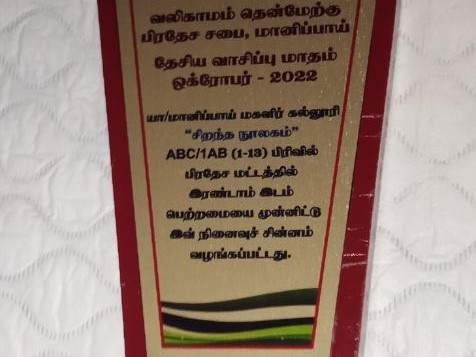 வலிகாமம் தென்மேற்கு
பிரதேச சபை, மானிப்பாய்
தேசிய வாசிப்பு மாதம்
ஒக்ரோபர் - 2022
யா/மானிப்பாய் மகளிர் கல்லூரி
"சிறந்த நூலகம்"
ABC/1AB (1-13) பிரிவில்
பிரதேச மட்டத்தில்
இரண்டாம் இடம்
பெற்றமையை முன்னிட்டு
இவ் நினைவுச் சின்னம்
வழங்கப்பட்டது.